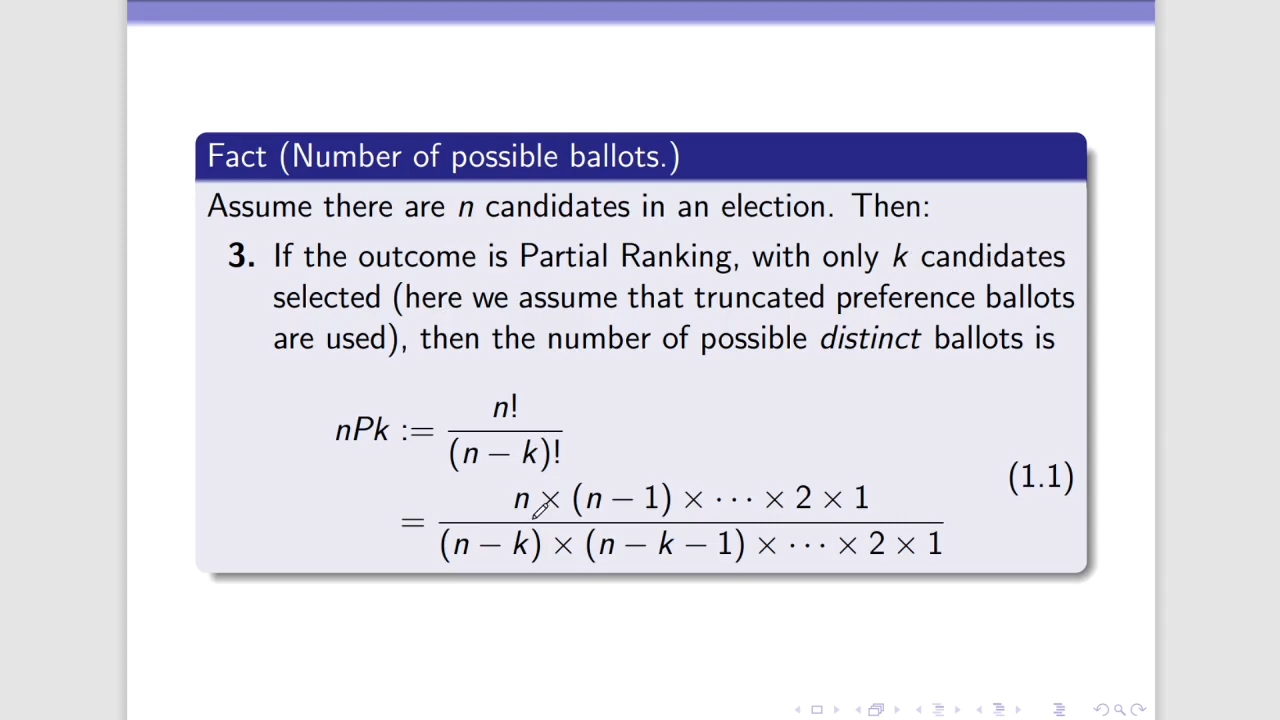 Fact (Number of possible ballots.)
Assume there are n candidates in an election. Then:
3. If the outcome is Partial Ranking, with only k candidates
selected (here we assume that truncated preference ballots
are used), then the number of possible distinct ballots is
nPk := n! / (n − k)!
= n × (n − 1) × ⋯ × 2 × 1 / (n − k) × (n − k − 1) × ⋯ × 2 × 1
(1.1)